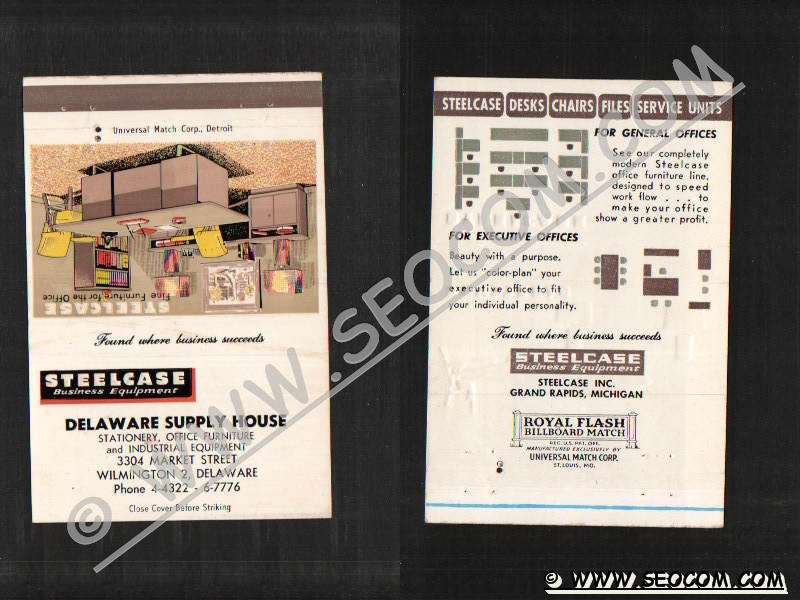 Universal Match Corp., Detroit
STEELCASE
Fine Furniture for the Office
Found where business succeeds
STEELCASE
Business Equipment
DELAWARE SUPPLY HOUSE
STATIONERY, OFFICE FURNITURE
and INDUSTRIAL EQUIPMENT
3304 MARKET STREET
WILMINGTON 2, DELAWARE
Phone 4-4322 - 6-7776
Close Cover Before Striking
STEELCASE DESKS CHAIRS FILES SERVICE UNITS
FOR GENERAL OFFICES
See our completely
modern Steelcase
office furniture line,
designed to speed
work flow . . . to
make your office
show a greater profit.
FOR EXECUTIVE OFFICES
Beauty with a purpose.
Let us "color-plan" your
executive office to fit
your individual personality.
Found where business succeeds
STEELCASE
Business Equipment
STEELCASE INC.
GRAND RAPIDS, MICHIGAN
ROYAL FLASH
BILLBOARD MATCH
REG. U.S. PAT. OFF.
MANUFACTURED EXCLUSIVELY BY
UNIVERSAL MATCH CORP.
ST. LOUIS, MO.
© WWW.SEOCOM.COM
© WWW.SEOCOM.COM